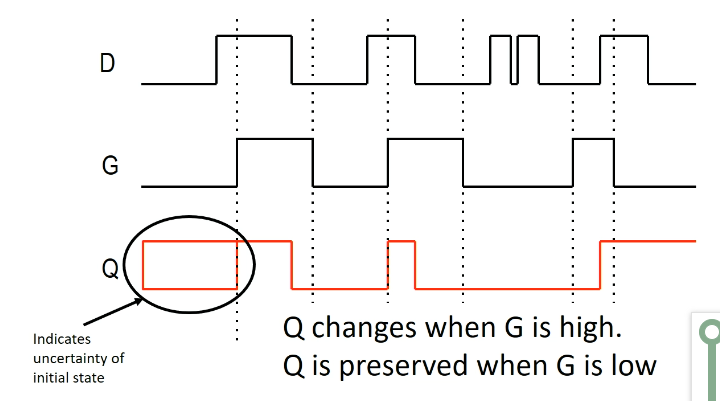 D
G
Q
Indicates
uncertainty of
initial state
Q changes when G is high.
Q is preserved when G is low